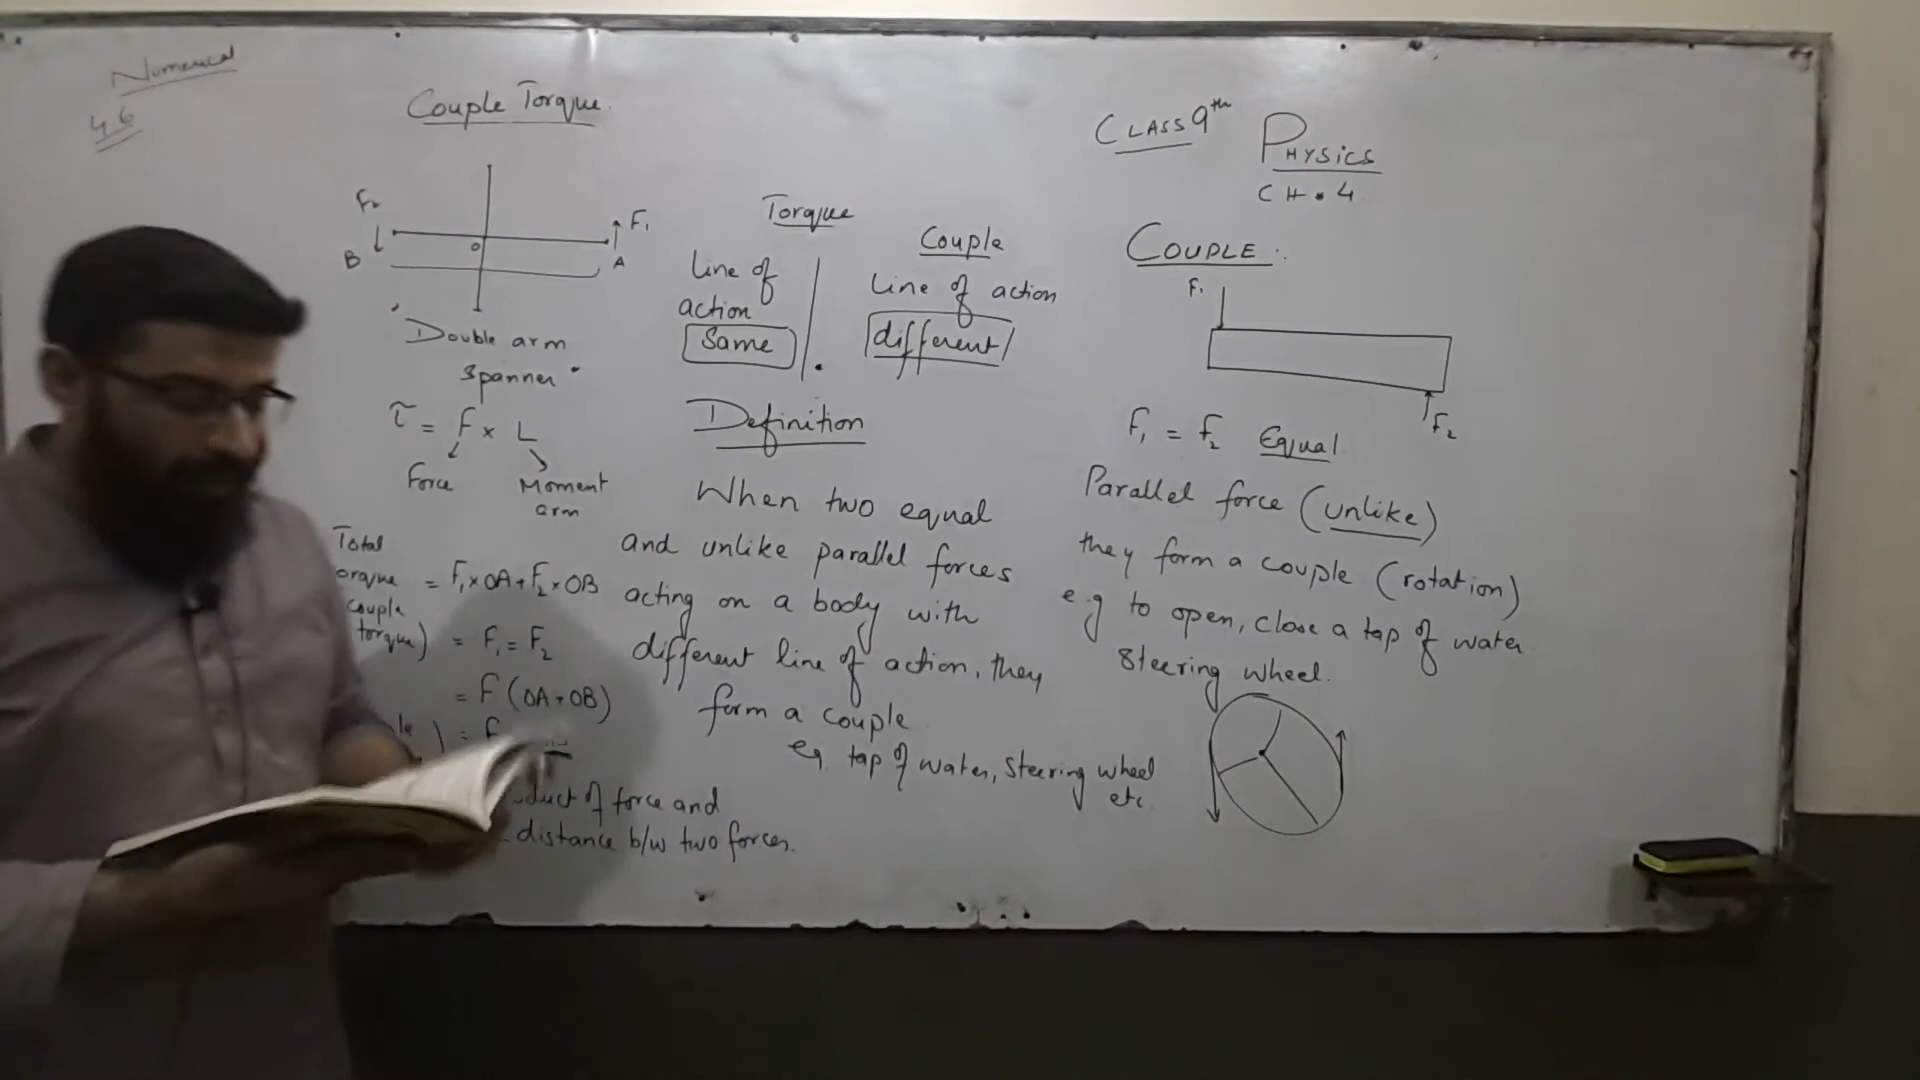 Numerical
4.6
Couple Torque.
F₂
F₁
B
o
A
"Double arm
spanner"
τ = F × L
Force
Moment
arm
Total
torque = F₁×OA+F₂×OB
couple
torque) = F₁ = F₂
= F (OA+OB)
) = F
of force and
distance b/w two forces.
Torque
line of
action
Same
Couple
line of action
different
Definition
When two equal
and unlike parallel forces
acting on a body with
different line of action, they
form a couple
eg. tap of water, steering wheel
etc.
CLASS 9th
PHYSICS
CH.4
COUPLE:
F₁
F₂
F₁ = F₂ Equal
Parallel force (unlike)
they form a couple (rotation)
e.g to open, close a tap of water
steering wheel.